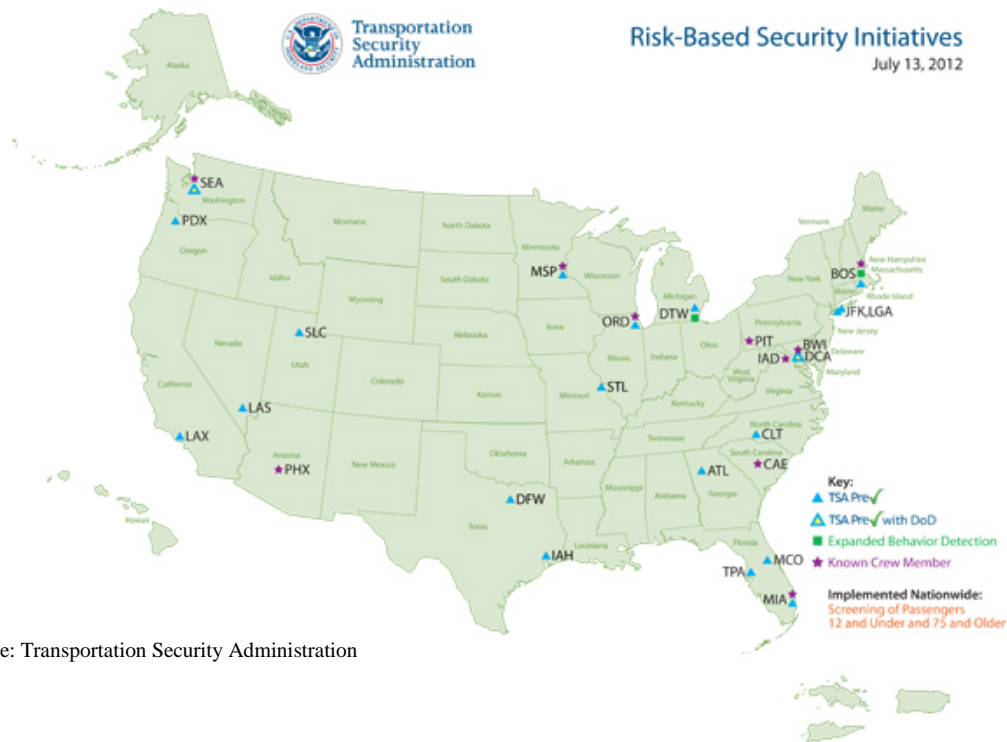 Transportation
Security
Administration
Risk-Based Security Initiatives
July 13, 2012
Alaska
SEA
Washington
PDX
Oregon
Montana
North Dakota
Minnesota
MSP
Wisconsin
Michigan
DTW
ORD
Vermont
Maine
New Hampshire
BOS
Massachusetts
Maine
Rhode Island
New York
JFK,LGA
New Jersey
Idaho
Wyoming
South Dakota
Iowa
Pennsylvania
PIT
BWI
IAD
DCA
Delaware
Maryland
SLC
Nevada
Utah
Colorado
Nebraska
Illinois
Indiana
Ohio
West
Virginia
Virginia
California
Kansas
STL
Missouri
Kentucky
LAS
LAX
Arizona
PHX
New Mexico
Oklahoma
Arkansas
Tennessee
North Carolina
CLT
South Carolina
CAE
ATL
Georgia
Mississippi
Alabama
DFW
Texas
IAH
Louisiana
Florida
MCO
TPA
MIA
Hawaii
Key:
TSA Pre✓
TSA Pre✓ with DoD
Expanded Behavior Detection
Known Crew Member
Implemented Nationwide:
Screening of Passengers
12 and Under and 75 and Older
e: Transportation Security Administration